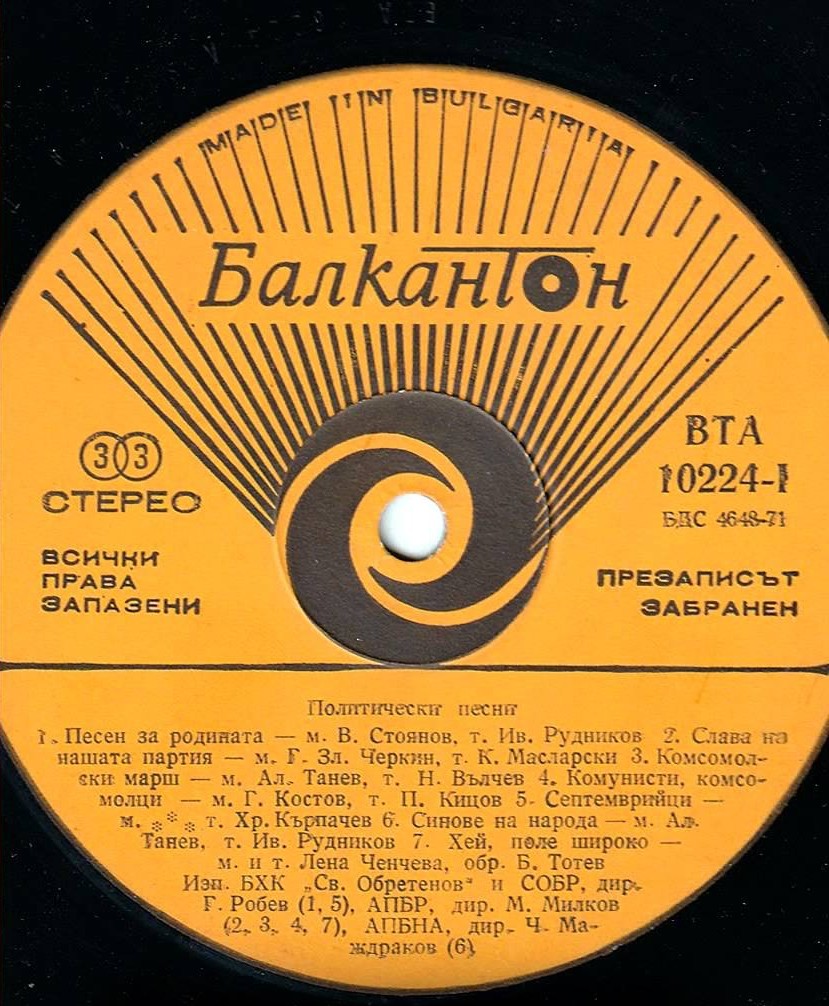 MADE IN BULGARIA
Балкантон
33
СТЕРЕО
ВСИЧКИ
ПРАВА
ЗАПАЗЕНИ
ВТА
10224-I
БДС 4648-71
ПРЕЗАПИСЪТ
ЗАБРАНЕН
Политически песни
1. Песен за родината — м. В. Стоянов, т. Ив. Рудников 2. Слава на
нашата партия — м. Г. Зл. Черкин, т. К. Масларски 3. Комсомол-
ски марш — м. Ал. Танев, т. Н. Вълчев 4. Комунисти, комсо-
молци — м. Г. Костов, т. П. Кицов 5. Септемврийци —
м. *** т. Хр. Кърпачев 6. Синове на народа — м. Ал.
Танев, т. Ив. Рудников 7. Хей, поле широко —
м. и т. Лена Ченчева, обр. Б. Тотев
Изп. БХК „Св. Обретенов" и СОБР, дир.
Г. Робев (1, 5), АПБР, дир. М. Милков
(2, 3, 4, 7), АПБНА, дир. Ч. Ма-
ждраков (6)